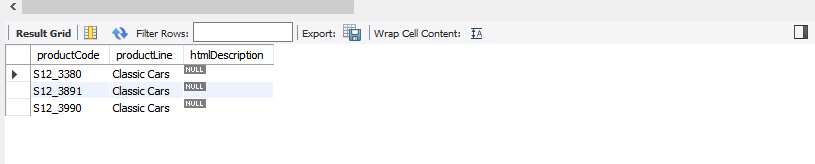 Result Grid Filter Rows: Export: Wrap Cell Content: IA
productCode productLine htmlDescription
S12_3380 Classic Cars NULL
S12_3891 Classic Cars NULL
S12_3990 Classic Cars NULL